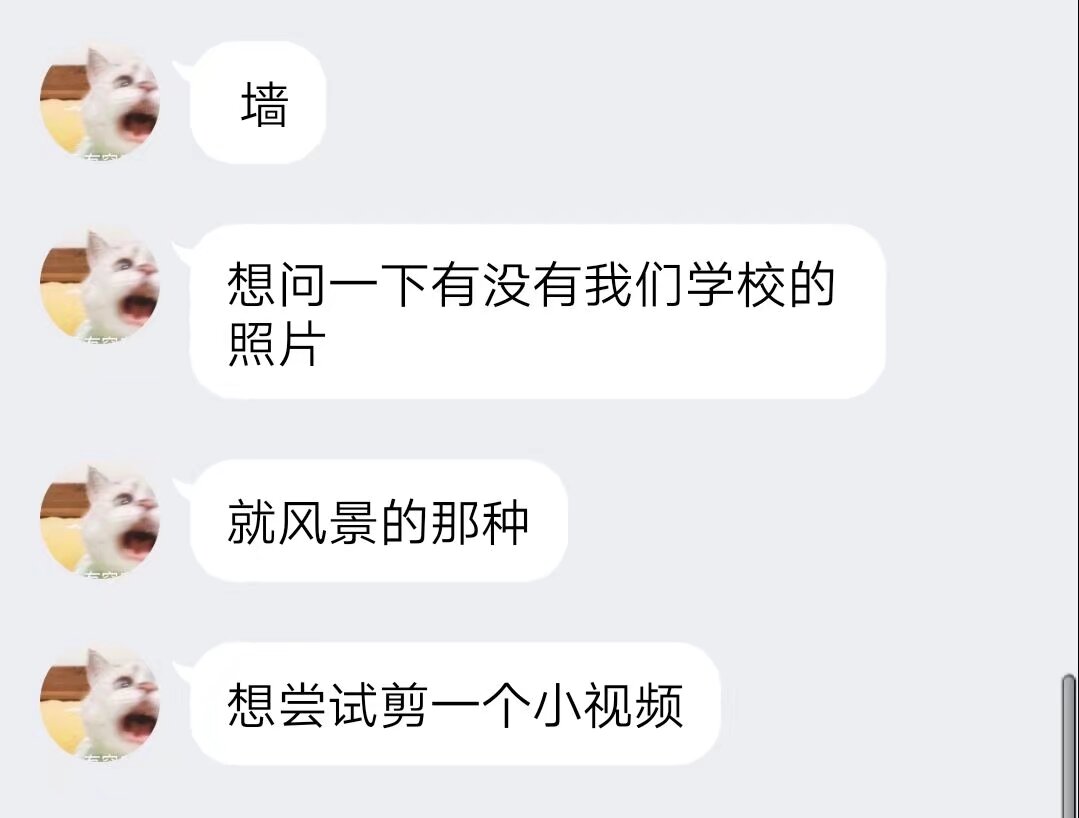 墙
想问一下有没有我们学校的
照片
就风景的那种
想尝试剪一个小视频